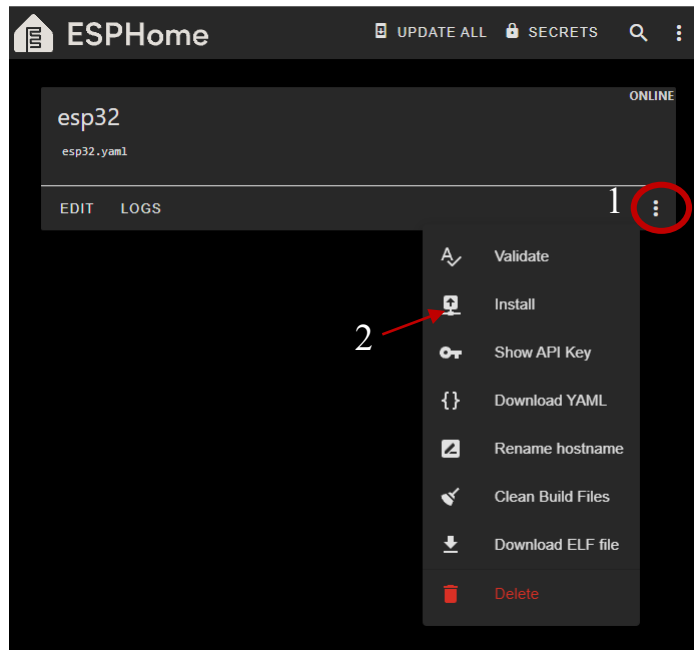 ESPHome UPDATE ALL SECRETS
ONLINE
esp32
esp32.yaml
EDIT LOGS 1
Validate
Install
2
Show API Key
{} Download YAML
Rename hostname
Clean Build Files
Download ELF file
Delete